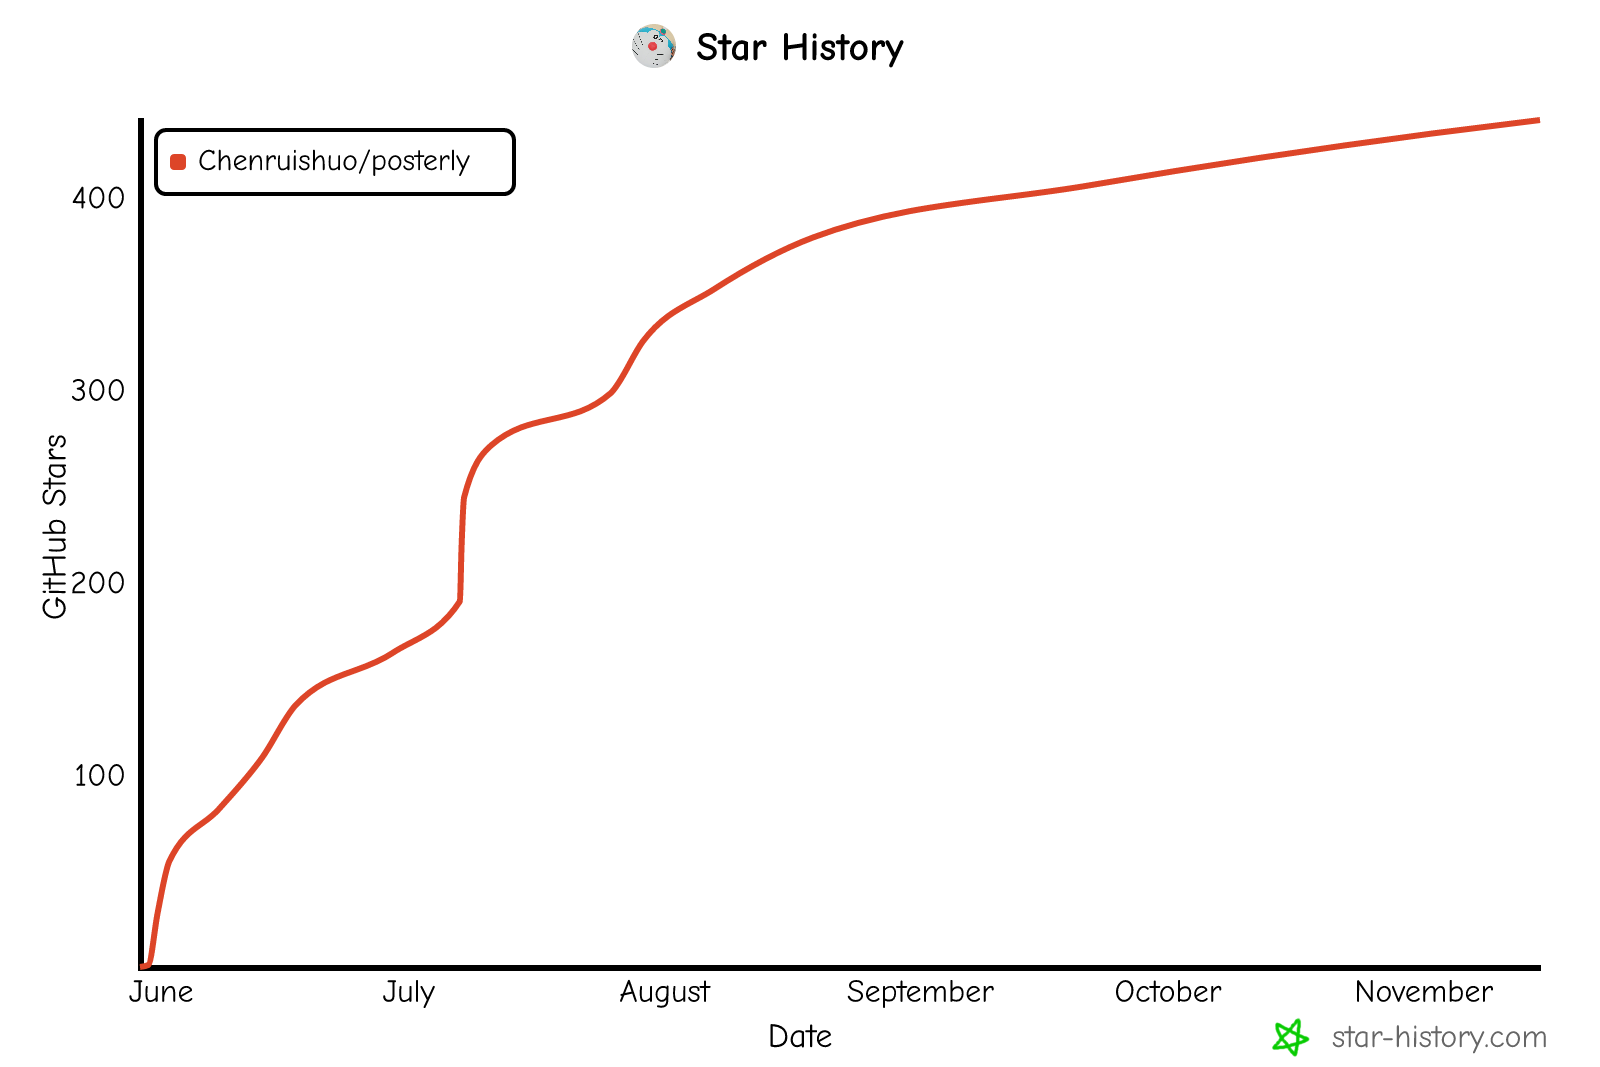 Star History
Chenruishuo/posterly
400
300
200
100
GitHub Stars
June July August September October November
Date
star-history.com